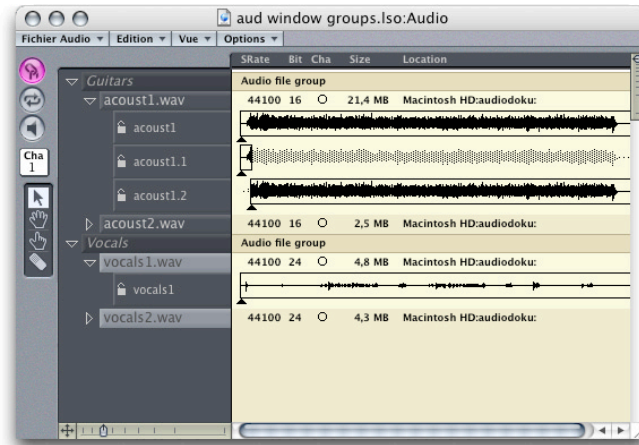 aud window groups.lso:Audio
Fichier Audio Edition Vue Options
SRate Bit Cha Size Location
Guitars Audio file group
acoust1.wav 44100 16 21,4 MB Macintosh HD:audiodoku:
acoust1
Cha
1
acoust1.1
acoust1.2
acoust2.wav 44100 16 2,5 MB Macintosh HD:audiodoku:
Vocals Audio file group
vocals1.wav 44100 24 4,8 MB Macintosh HD:audiodoku:
vocals1
vocals2.wav 44100 24 4,3 MB Macintosh HD:audiodoku: